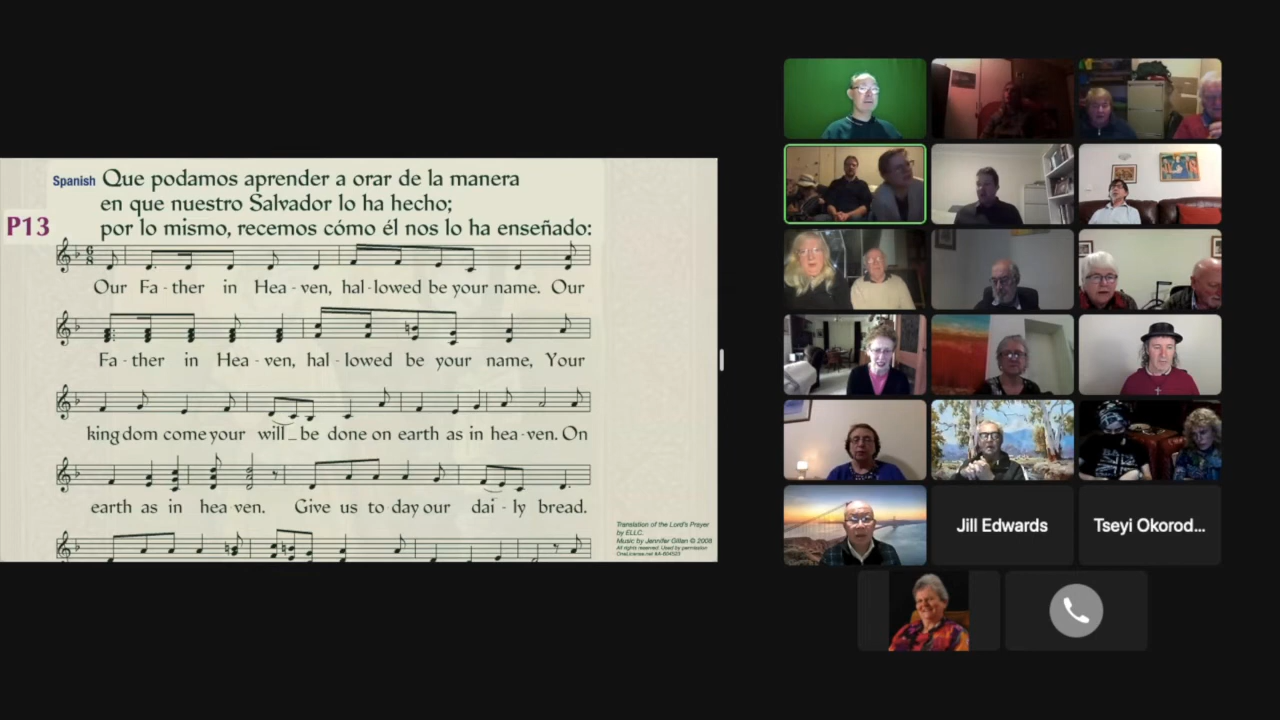 Spanish Que podamos aprender a orar de la manera
en que nuestro Salvador lo ha hecho;
P13 por lo mismo, recemos cómo él nos lo ha enseñado:
Our Fa - ther in Hea - ven, hal - lowed be your name. Our
Fa - ther in Hea - ven, hal - lowed be your name, Your
king dom come your will _ be done on earth as in hea - ven. On
earth as in hea ven. Give us to day our dai - ly bread.
Translation of the Lord's Prayer
by ELLC.
Music by Jennifer Gillan © 2008
All rights reserved. Used by permission
OneLicense.net #A-604523
Jill Edwards
Tseyi Okorod...